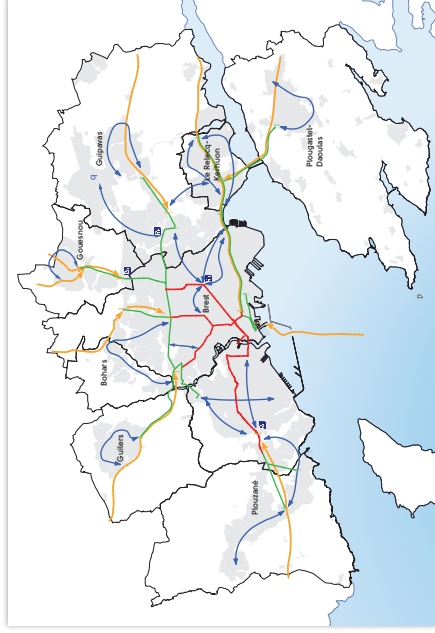 Guipavas
Le Relecq-
Kerhuon
Plougastel-
Daoulas
Gouesnou
Brest
Bohars
Guilers
Plouzané